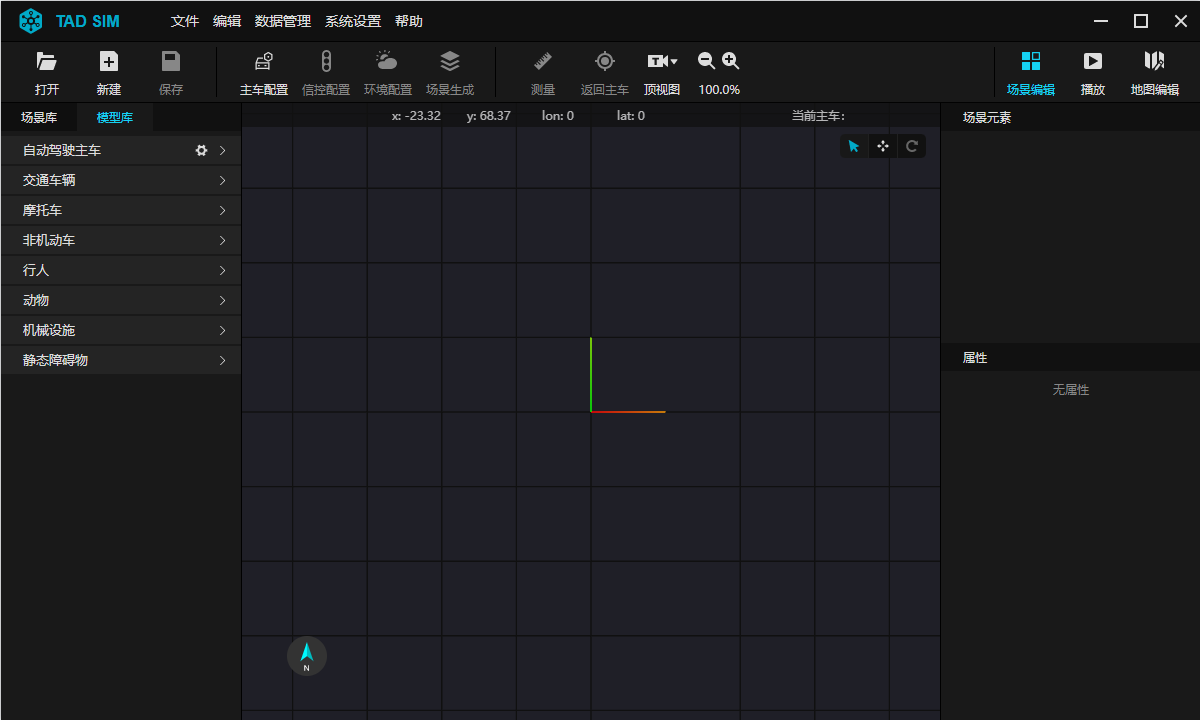 TAD SIM 文件 编辑 数据管理 系统设置 帮助
打开 新建 保存 主车配置 信控配置 环境配置 场景生成 测量 返回主车 顶视图 100.0% 场景编辑 播放 地图编辑
场景库 模型库 x: -23.32 y: 68.37 lon: 0 lat: 0 当前主车: 场景元素
自动驾驶主车
交通车辆
摩托车
非机动车
行人
动物
机械设施
静态障碍物
属性
无属性
N